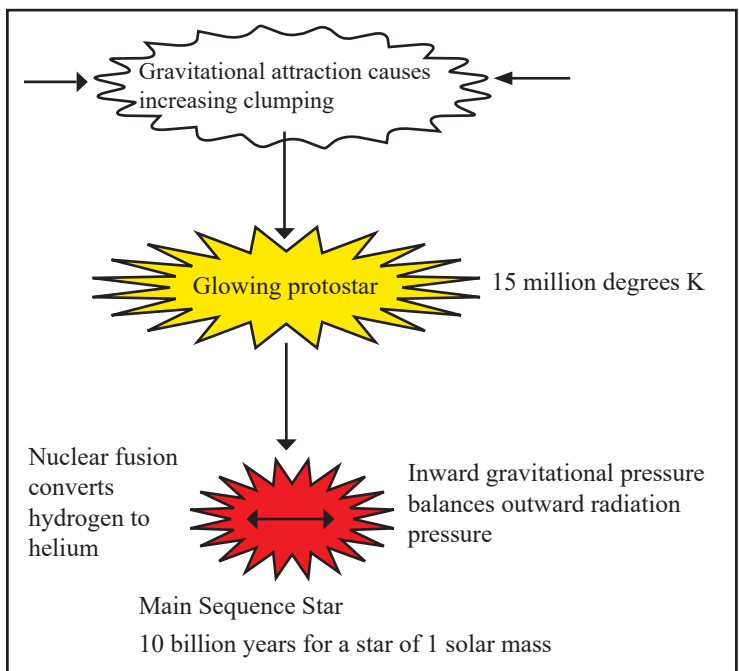 Gravitational attraction causes
increasing clumping
Glowing protostar
15 million degrees K
Nuclear fusion
converts
hydrogen to
helium
Inward gravitational pressure
balances outward radiation
pressure
Main Sequence Star
10 billion years for a star of 1 solar mass